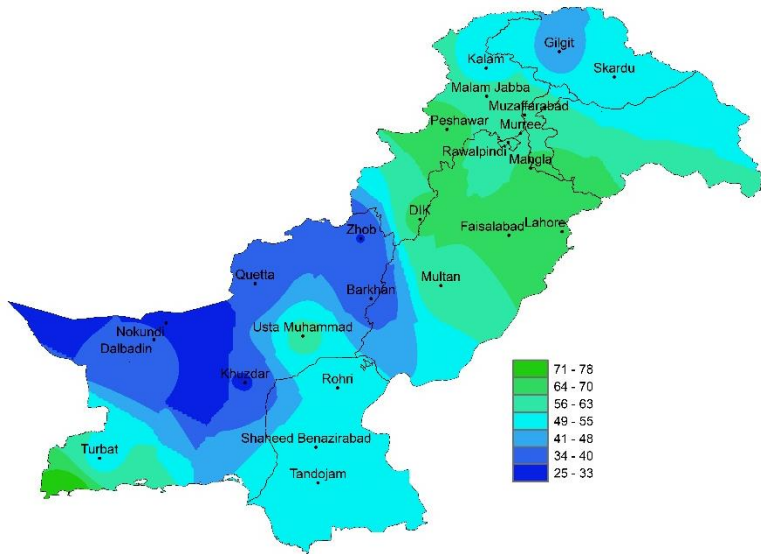 Gilgit
Kalam
Skardu
Malam Jabba
Muzaffarabad
Peshawar
Murree
Rawalpindi
Mangla
DIK
Zhob
Faisalabad
Lahore
Quetta
Multan
Barkhan
Nokundi
Usta Muhammad
Dalbadin
Khuzdar
Rohri
Turbat
Shaheed Benazirabad
Tandojam
71 - 78
64 - 70
56 - 63
49 - 55
41 - 48
34 - 40
25 - 33